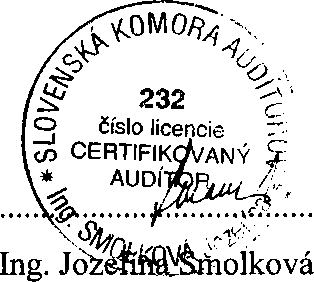 SLOVENSKÁ KOMORA AUDÍTOROV
232
číslo licencie
CERTIFIKOVANÝ
AUDÍTOR
* Ing. SMOLKOVÁ
Ing. Jozefína Smolková